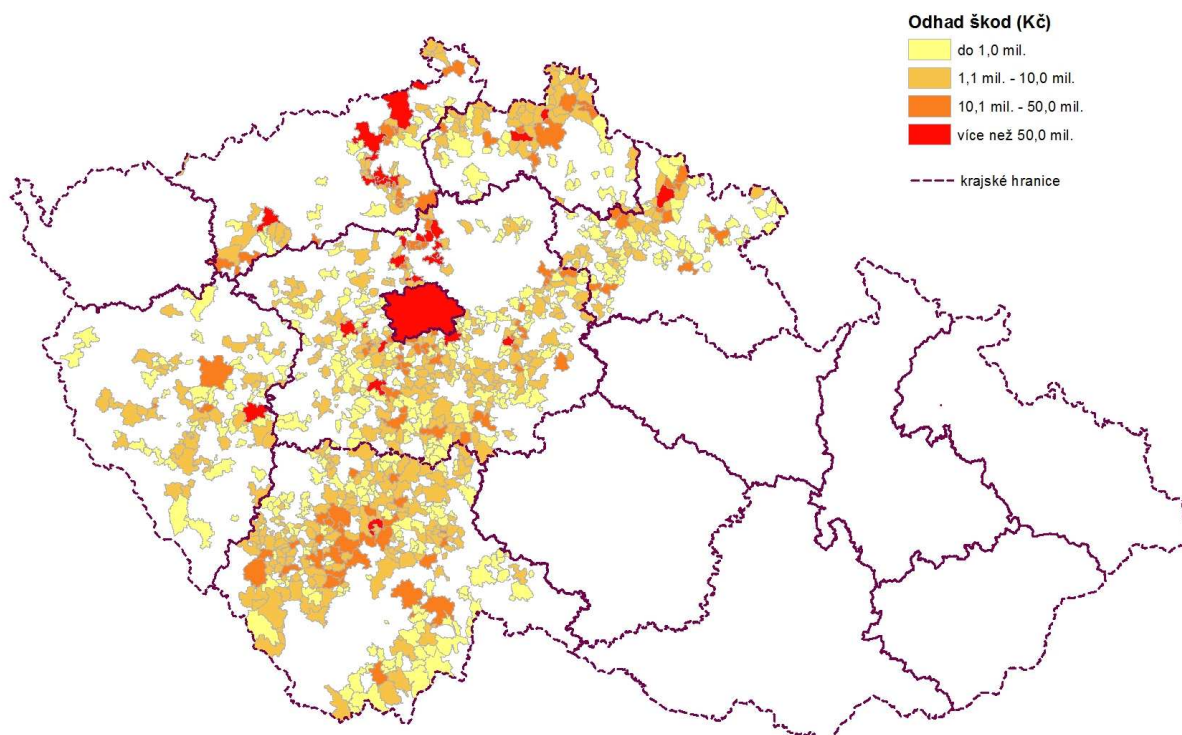 Odhad škod (Kč)
do 1,0 mil.
1,1 mil. - 10,0 mil.
10,1 mil. - 50,0 mil.
více než 50,0 mil.
krajské hranice